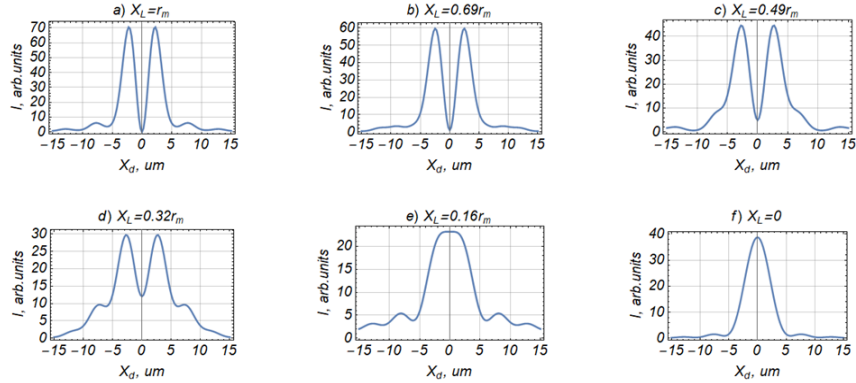 a) X_L=r_m
I, arb.units
70
60
50
40
30
20
10
0
−15 −10 −5 0 5 10 15
X_d, um
b) X_L=0.69r_m
I, arb.units
60
50
40
30
20
10
0
−15 −10 −5 0 5 10 15
X_d, um
c) X_L=0.49r_m
I, arb.units
40
30
20
10
0
−15 −10 −5 0 5 10 15
X_d, um
d) X_L=0.32r_m
I, arb.units
30
25
20
15
10
5
0
−15 −10 −5 0 5 10 15
X_d, um
e) X_L=0.16r_m
I, arb.units
20
15
10
5
0
−15 −10 −5 0 5 10 15
X_d, um
f) X_L=0
I, arb.units
40
30
20
10
0
−15 −10 −5 0 5 10 15
X_d, um